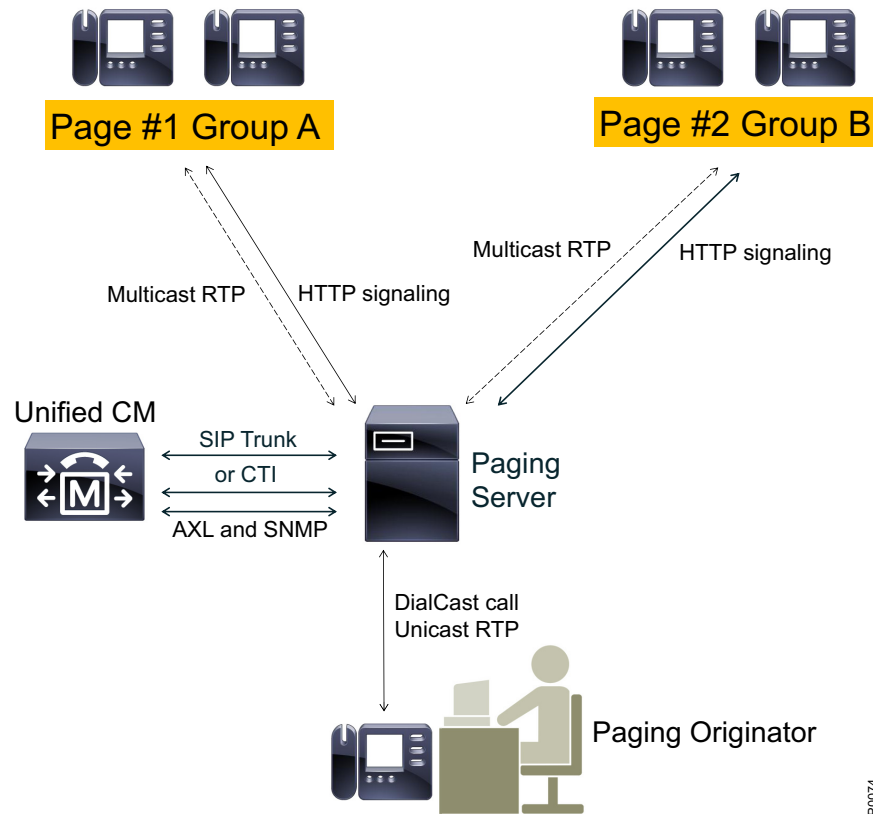 Page #1 Group A
Page #2 Group B
Multicast RTP
HTTP signaling
Multicast RTP
HTTP signaling
Unified CM
SIP Trunk
or CTI
AXL and SNMP
M
Paging
Server
DialCast call
Unicast RTP
Paging Originator